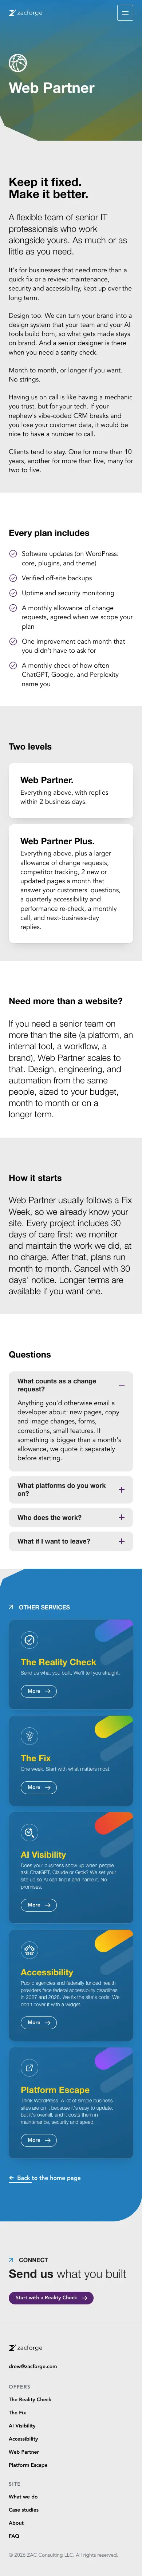 zacforge
Web Partner
Keep it fixed.
Make it better.
A flexible team of senior IT
professionals who work
alongside yours. As much or as
little as you need.
It's for businesses that need more than a
quick fix or a review: maintenance,
security and accessibility, kept up over the
long term.
Design too. We can turn your brand into a
design system that your team and your AI
tools build from, so what gets made stays
on brand. And a senior designer is there
when you need a sanity check.
Month to month, or longer if you want.
No strings.
Having us on call is like having a mechanic
you trust, but for your tech. If your
nephew's vibe-coded CRM breaks and
you lose your customer data, it would be
nice to have a number to call.
Clients tend to stay. One for more than 10
years, another for more than five, many for
two to five.
Every plan includes
Software updates (on WordPress:
core, plugins, and theme)
Verified off-site backups
Uptime and security monitoring
A monthly allowance of change
requests, agreed when we scope your
plan
One improvement each month that
you didn't have to ask for
A monthly check of how often
ChatGPT, Google, and Perplexity
name you
Two levels
Web Partner.
Everything above, with replies
within 2 business days.
Web Partner Plus.
Everything above, plus a larger
allowance of change requests,
competitor tracking, 2 new or
updated pages a month that
answer your customers' questions,
a quarterly accessibility and
performance re-check, a monthly
call, and next-business-day
replies.
Need more than a website?
If you need a senior team on
more than the site (a platform, an
internal tool, a workflow, a
brand), Web Partner scales to
that. Design, engineering, and
automation from the same
people, sized to your budget,
month to month or on a
longer term.
How it starts
Web Partner usually follows a Fix
Week, so we already know your
site. Every project includes 30
days of care first: we monitor
and maintain the work we did, at
no charge. After that, plans run
month to month. Cancel with 30
days' notice. Longer terms are
available if you want one.
Questions
What counts as a change
request?
Anything you'd otherwise email a
developer about: new pages, copy
and image changes, forms,
corrections, small features. If
something is bigger than a month's
allowance, we quote it separately
before starting.
What platforms do you work
on?
How does the work?
What if I want to leave?
OTHER SERVICES
The Reality Check
Send us what you built. We'll tell you straight.
More
The Fix
One week. Start with what matters most.
More
AI Visibility
Does your business show up when people
ask ChatGPT, Claude or Grok? We set your
site up so AI can find it and name it. No
promises.
More
Accessibility
Public agencies and federally funded health
providers face federal accessibility deadlines
in 2027 and 2028. We fix the site's code. We
don't cover it with a widget.
More
Platform Escape
Think WordPress. A lot of simple business
sites are on it because it's easy to update,
but it's overkill, and it costs them in
maintenance, security and speed.
More
Back to the home page
CONNECT
Send us what you built
Start with a Reality Check
zacforge
drew@zacforge.com
OFFERS
The Reality Check
The Fix
AI Visibility
Accessibility
Web Partner
Platform Escape
SITE
What we do
Case studies
About
FAQ
© 2026 ZAC Consulting LLC. All rights reserved.